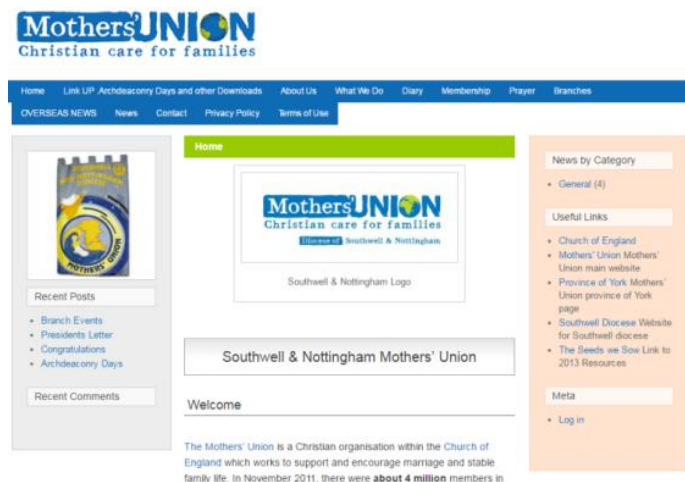 Mothers' UNION
Christian care for families
Home Link UP ,Archdeaconry Days and other Downloads About Us What We Do Diary Membership Prayer Branches
OVERSEAS NEWS News Contact Privacy Policy Terms of Use
MOTHERS' UNION
Recent Posts
• Branch Events
• Presidents Letter
• Congratulations
• Archdeaconry Days
Recent Comments
Home
Mothers' UNION
Christian care for families
Diocese of Southwell & Nottingham
Southwell & Nottingham Logo
Southwell & Nottingham Mothers' Union
Welcome
The Mothers' Union is a Christian organisation within the Church of
England which works to support and encourage marriage and stable
family life. In November 2011, there were about 4 million members in
News by Category
• General (4)
Useful Links
• Church of England
• Mothers' Union Mothers'
Union main website
• Province of York Mothers'
Union province of York
page
• Southwell Diocese Website
for Southwell diocese
• The Seeds we Sow Link to
2013 Resources
Meta
• Log in